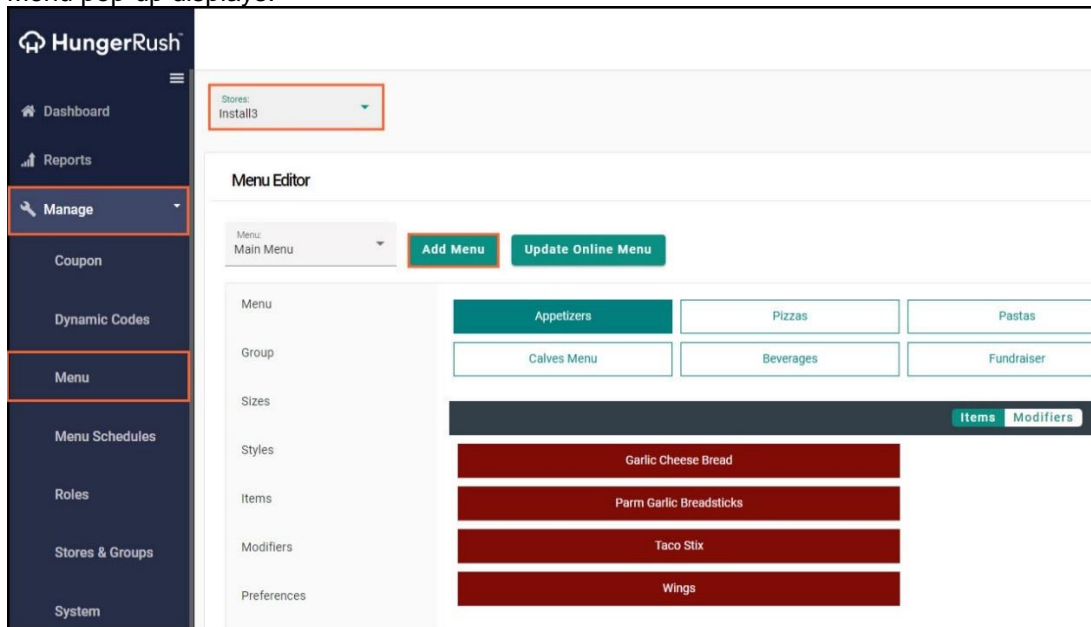 Menu pop-up displays.
HungerRush
Dashboard
Reports
Manage
Coupon
Dynamic Codes
Menu
Menu Schedules
Roles
Stores & Groups
System
Stores:
Install3
Menu Editor
Menu:
Main Menu
Add Menu
Update Online Menu
Menu
Group
Sizes
Styles
Items
Modifiers
Preferences
Appetizers Pizzas Pastas
Calves Menu Beverages Fundraiser
Items Modifiers
Garlic Cheese Bread
Parm Garlic Breadsticks
Taco Stix
Wings